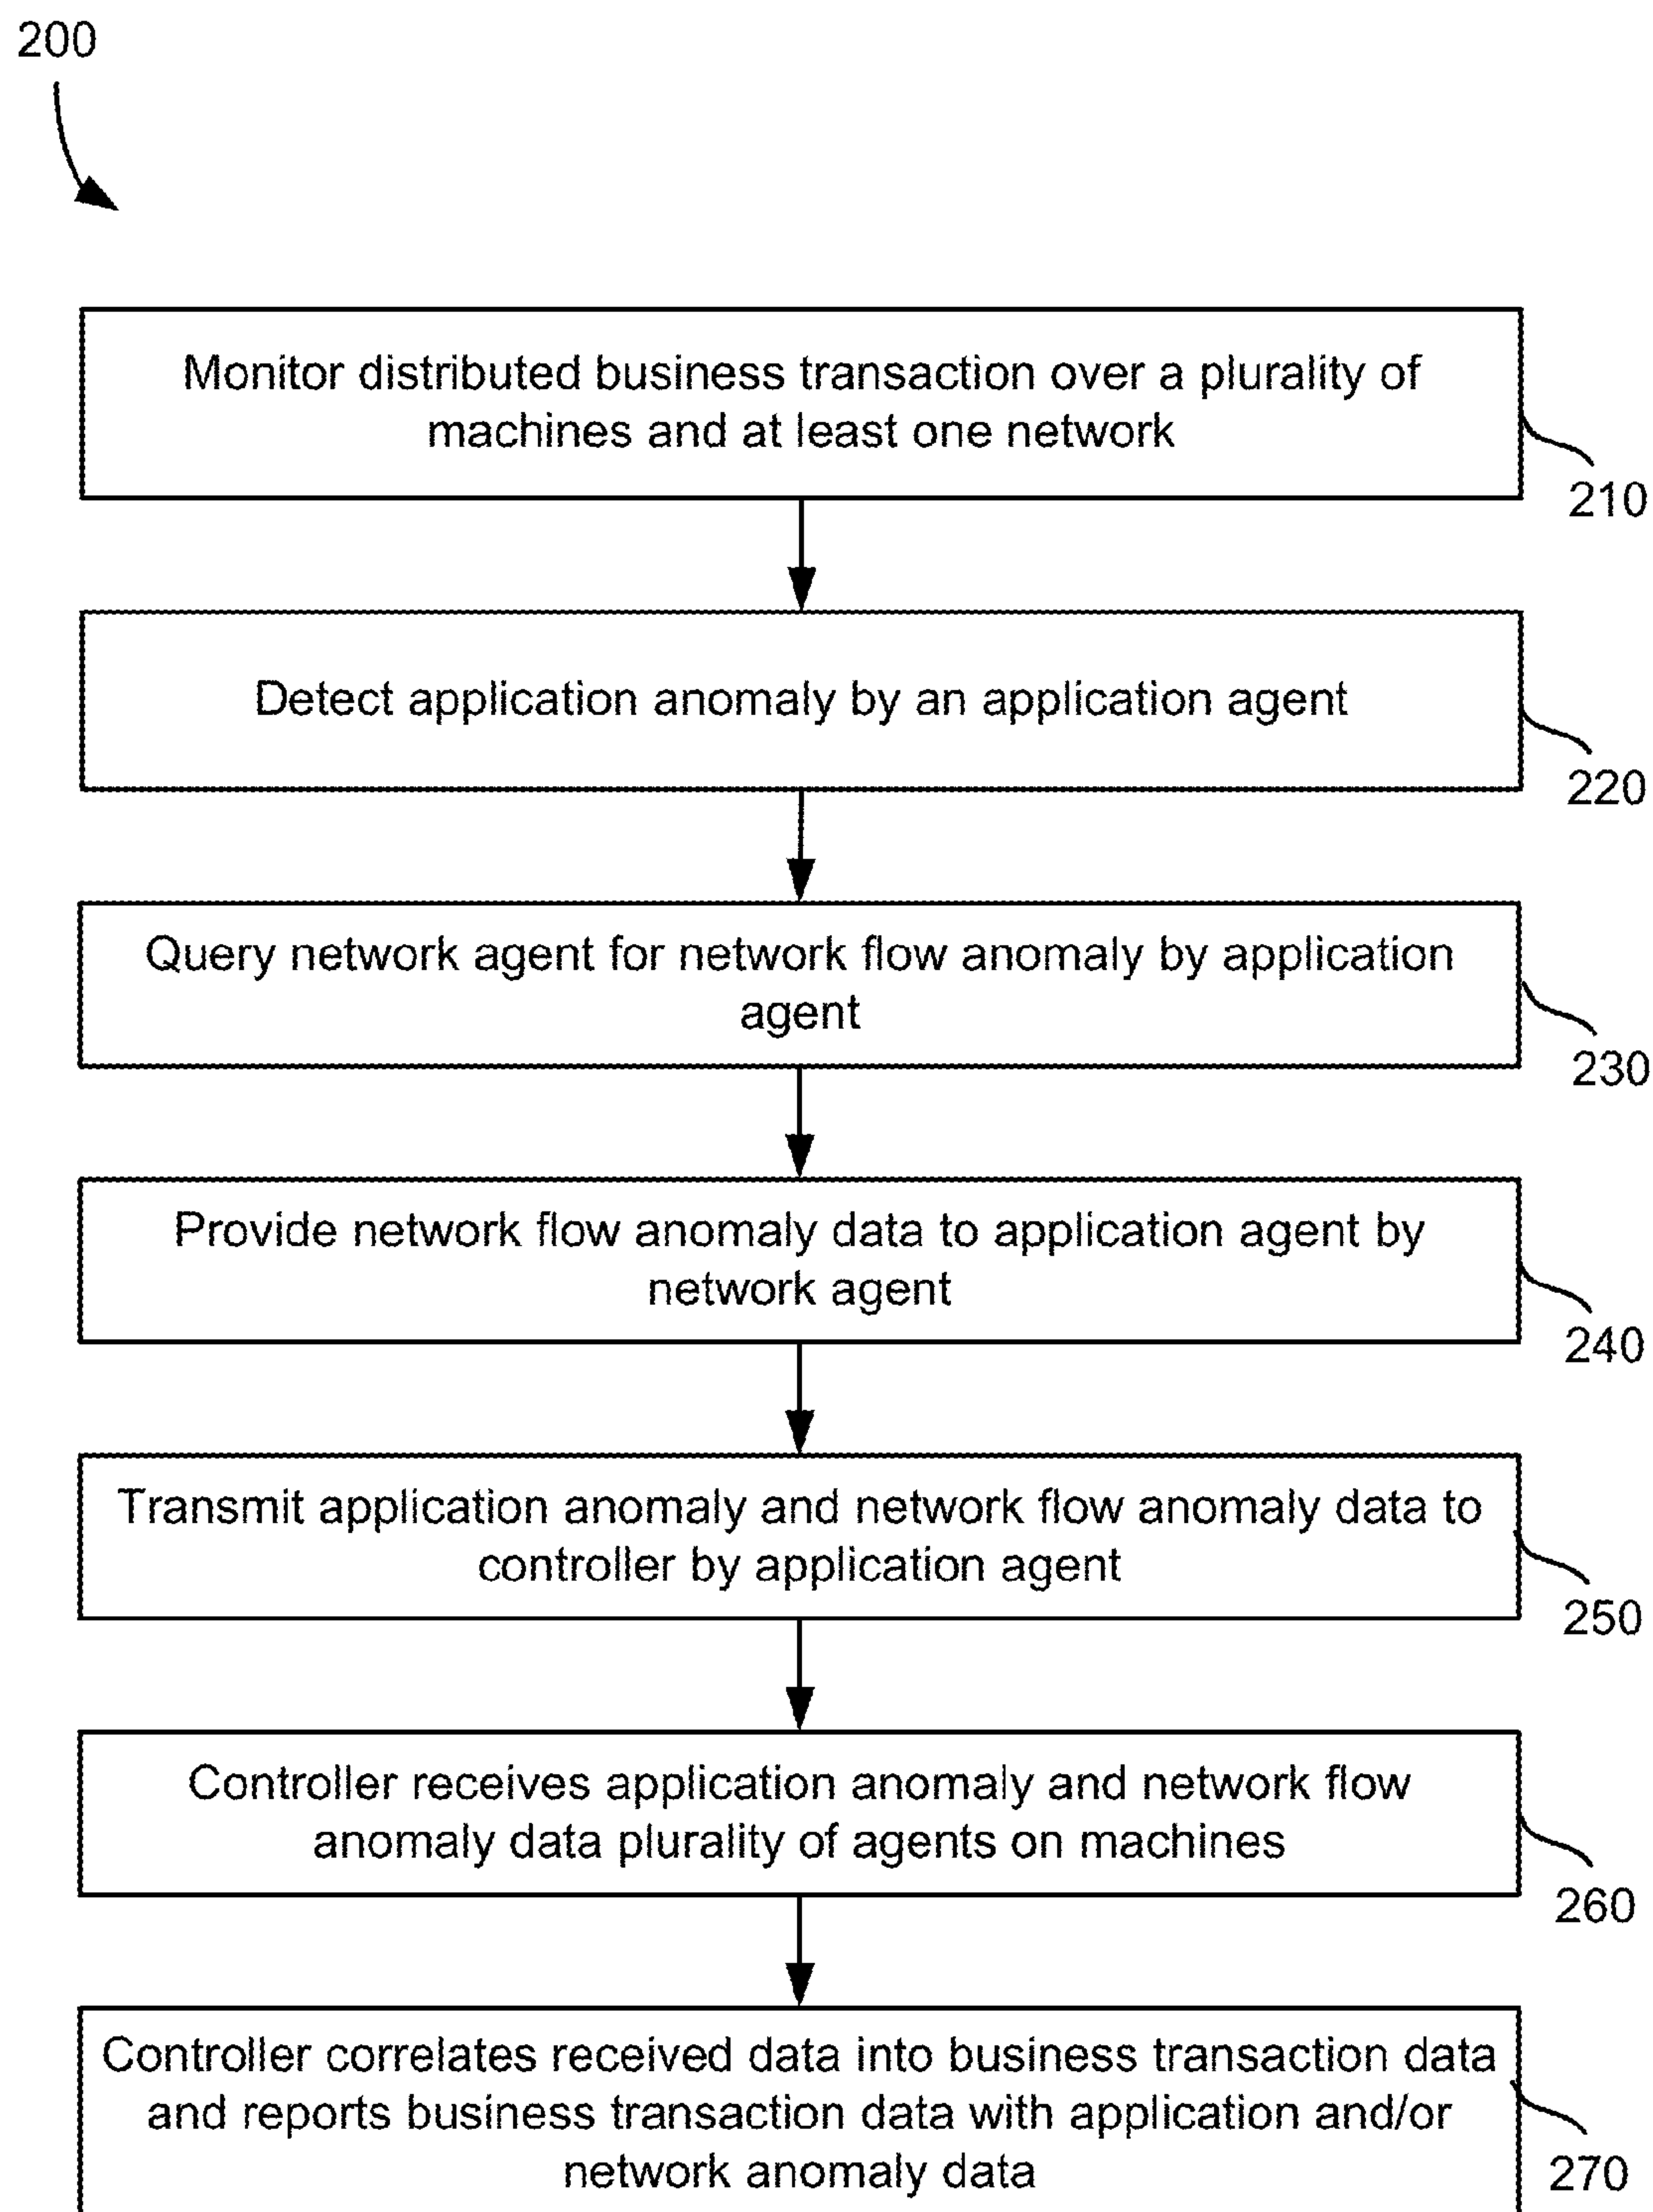 200
Monitor distributed business transaction over a plurality of
machines and at least one network
210
Detect application anomaly by an application agent
220
Query network agent for network flow anomaly by application
agent
230
Provide network flow anomaly data to application agent by
network agent
240
Transmit application anomaly and network flow anomaly data to
controller by application agent
250
Controller receives application anomaly and network flow
anomaly data plurality of agents on machines
260
Controller correlates received data into business transaction data
and reports business transaction data with application and/or
network anomaly data
270